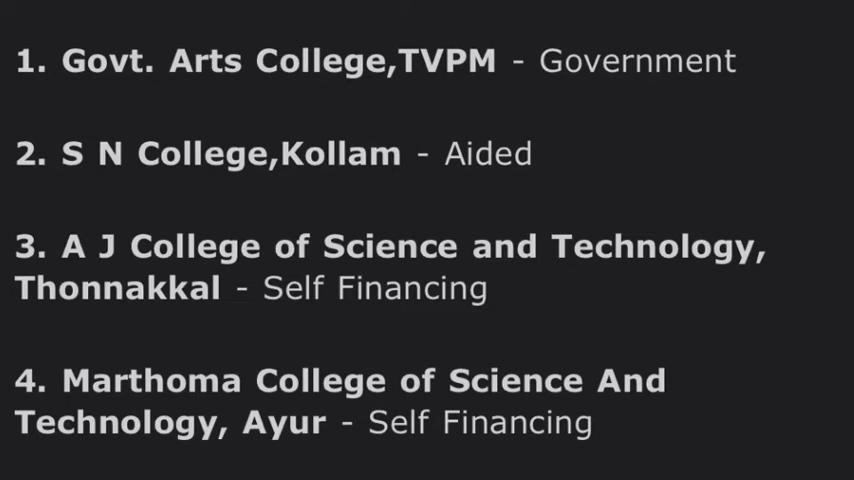 1. Govt. Arts College,TVPM - Government
2. S N College,Kollam - Aided
3. A J College of Science and Technology,
Thonnakkal - Self Financing
4. Marthoma College of Science And
Technology, Ayur - Self Financing